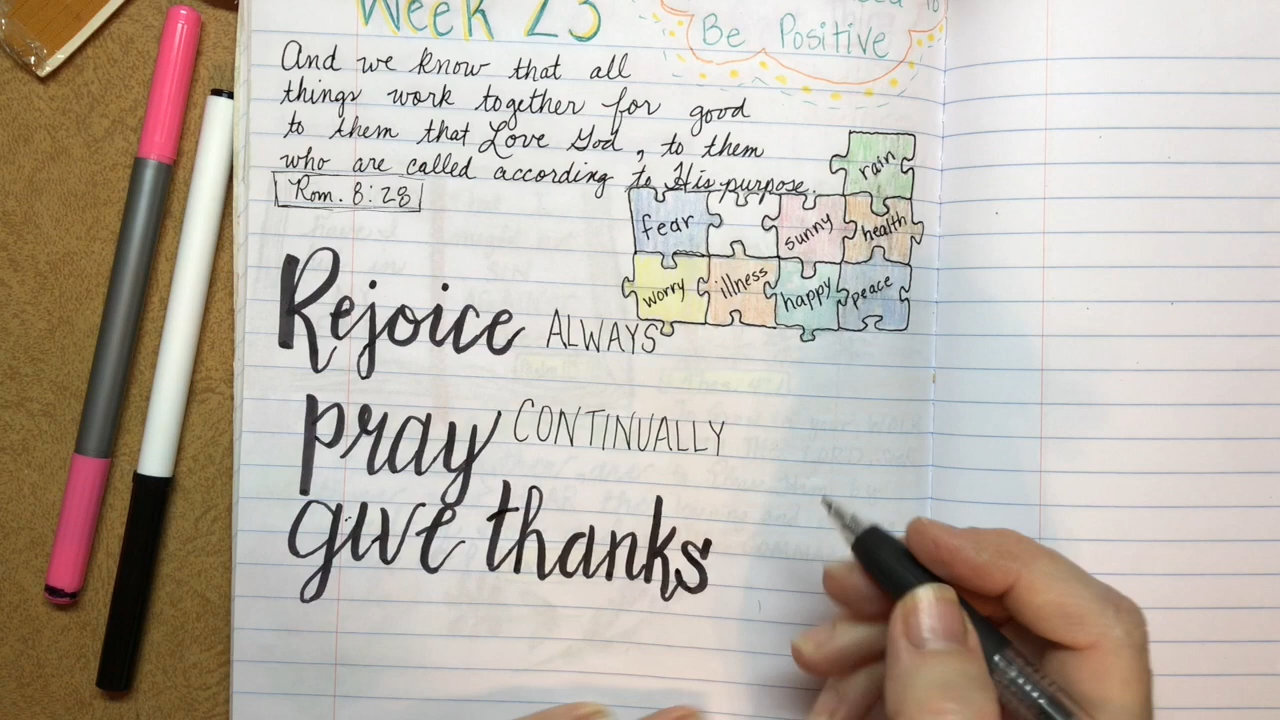 Week 23
to
Be Positive
And we know that all
things work together for good
to them that Love God, to them
who are called according to His purpose.
Rom. 8:28
rain
fear
sunny
health
worry
illness
happy
peace
Rejoice ALWAYS
pray CONTINUALLY
give thanks